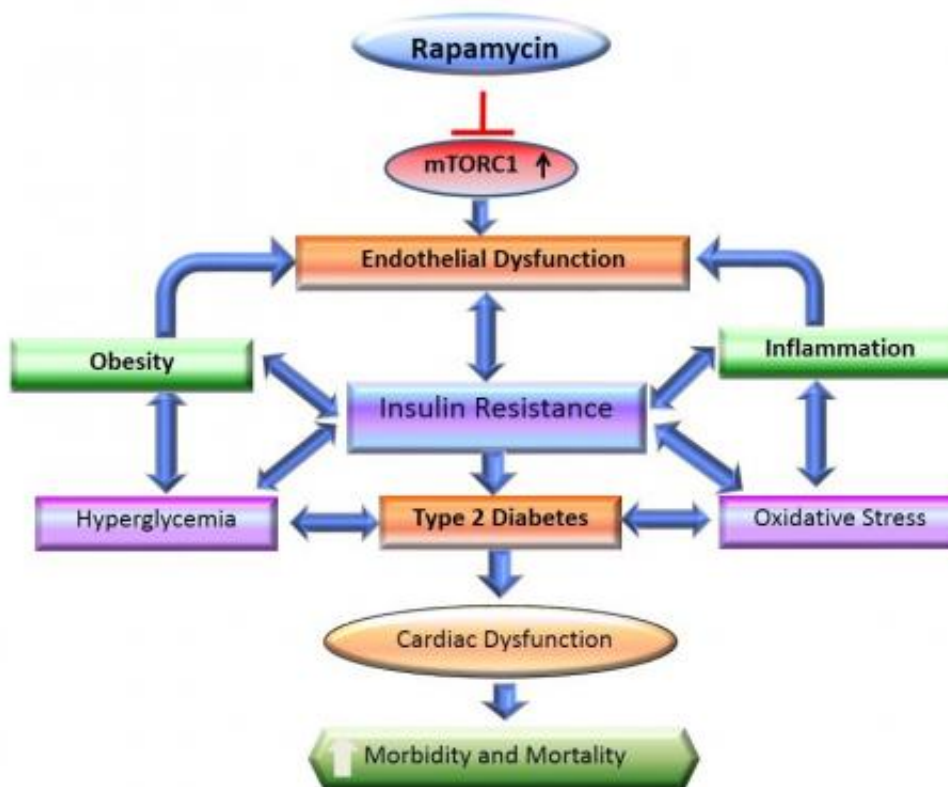 Rapamycin
mTORC1 ↑
Endothelial Dysfunction
Obesity
Inflammation
Insulin Resistance
Hyperglycemia
Type 2 Diabetes
Oxidative Stress
Cardiac Dysfunction
Morbidity and Mortality